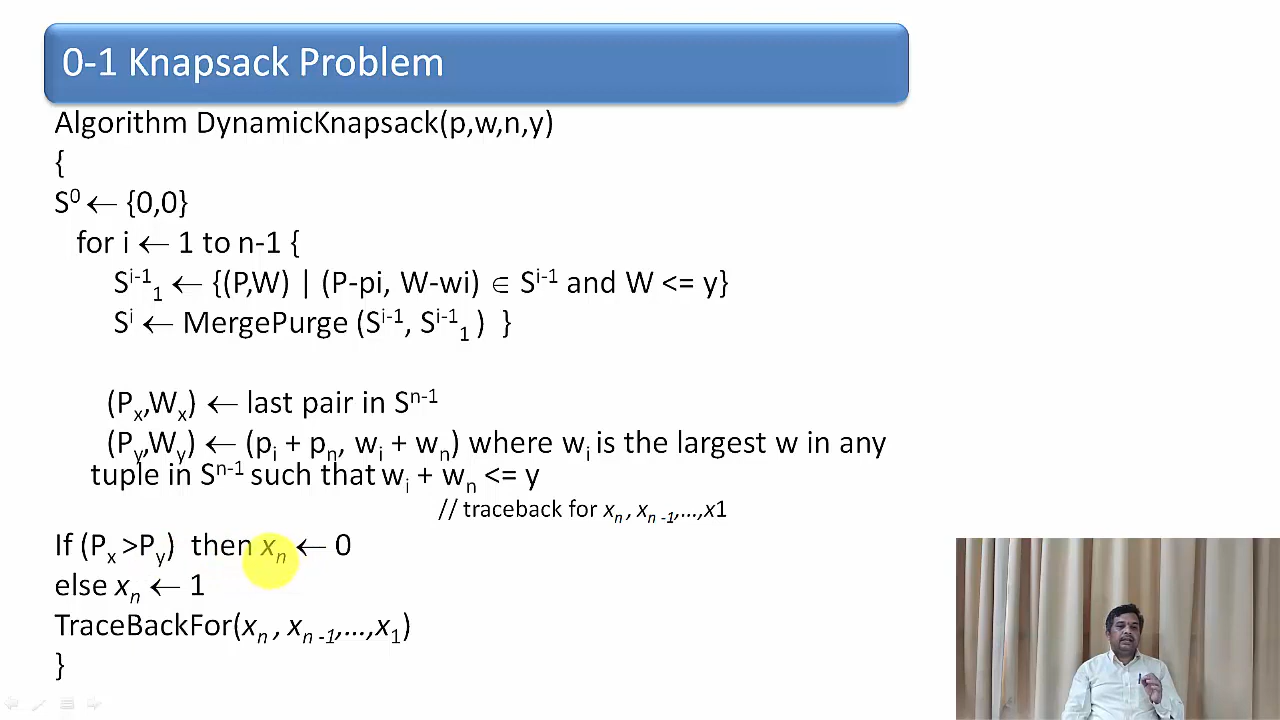 0-1 Knapsack Problem
Algorithm DynamicKnapsack(p,w,n,y)
{
S⁰ ← {0,0}
for i ← 1 to n-1 {
Sⁱ⁻¹₁ ← {(P,W) | (P-pi, W-wi) ∈ Sⁱ⁻¹ and W <= y}
Sⁱ ← MergePurge (Sⁱ⁻¹, Sⁱ⁻¹₁ ) }
(Pₓ,Wₓ) ← last pair in Sⁿ⁻¹
(P_y,W_y) ← (pᵢ + pₙ, wᵢ + wₙ) where wᵢ is the largest w in any
tuple in Sⁿ⁻¹ such that wᵢ + wₙ <= y
// traceback for xₙ , xₙ ₋₁,...,x1
If (Pₓ >P_y) then xₙ ← 0
else xₙ ← 1
TraceBackFor(xₙ , xₙ ₋₁,...,x₁)
}